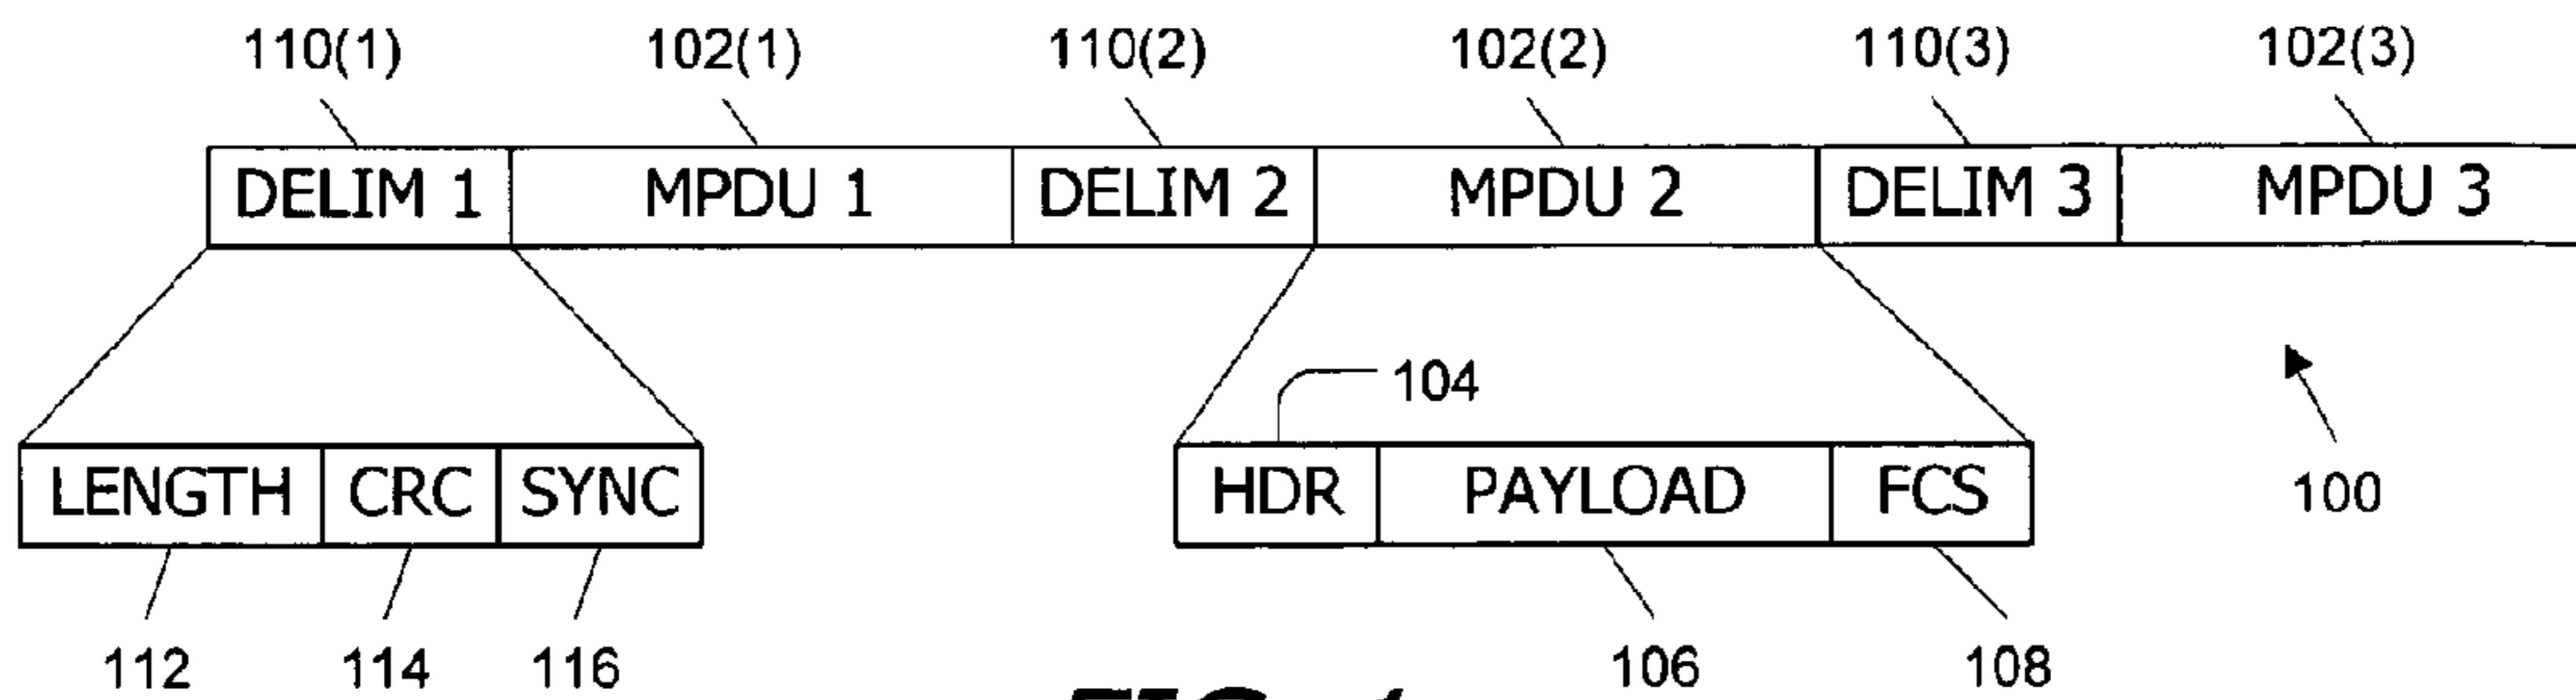 110(1) 102(1) 110(2) 102(2) 110(3) 102(3)
DELIM 1 MPDU 1 DELIM 2 MPDU 2 DELIM 3 MPDU 3
104
LENGTH CRC SYNC HDR PAYLOAD FCS
100
112 114 116 106 108